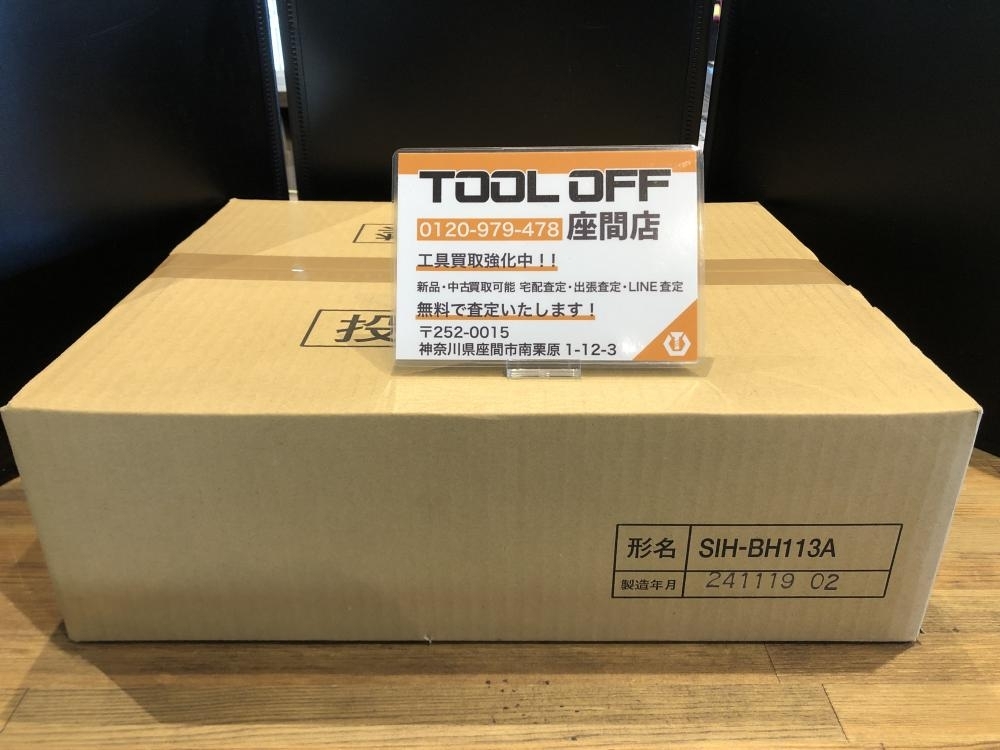 TOOL OFF
0120-979-478 座間店
工具買取強化中!!
新品・中古買取可能 宅配査定・出張査定・LINE査定
無料で査定いたします!
〒252-0015
神奈川県座間市南栗原 1-12-3
投
形名 SIH-BH113A
製造年月 241119 02